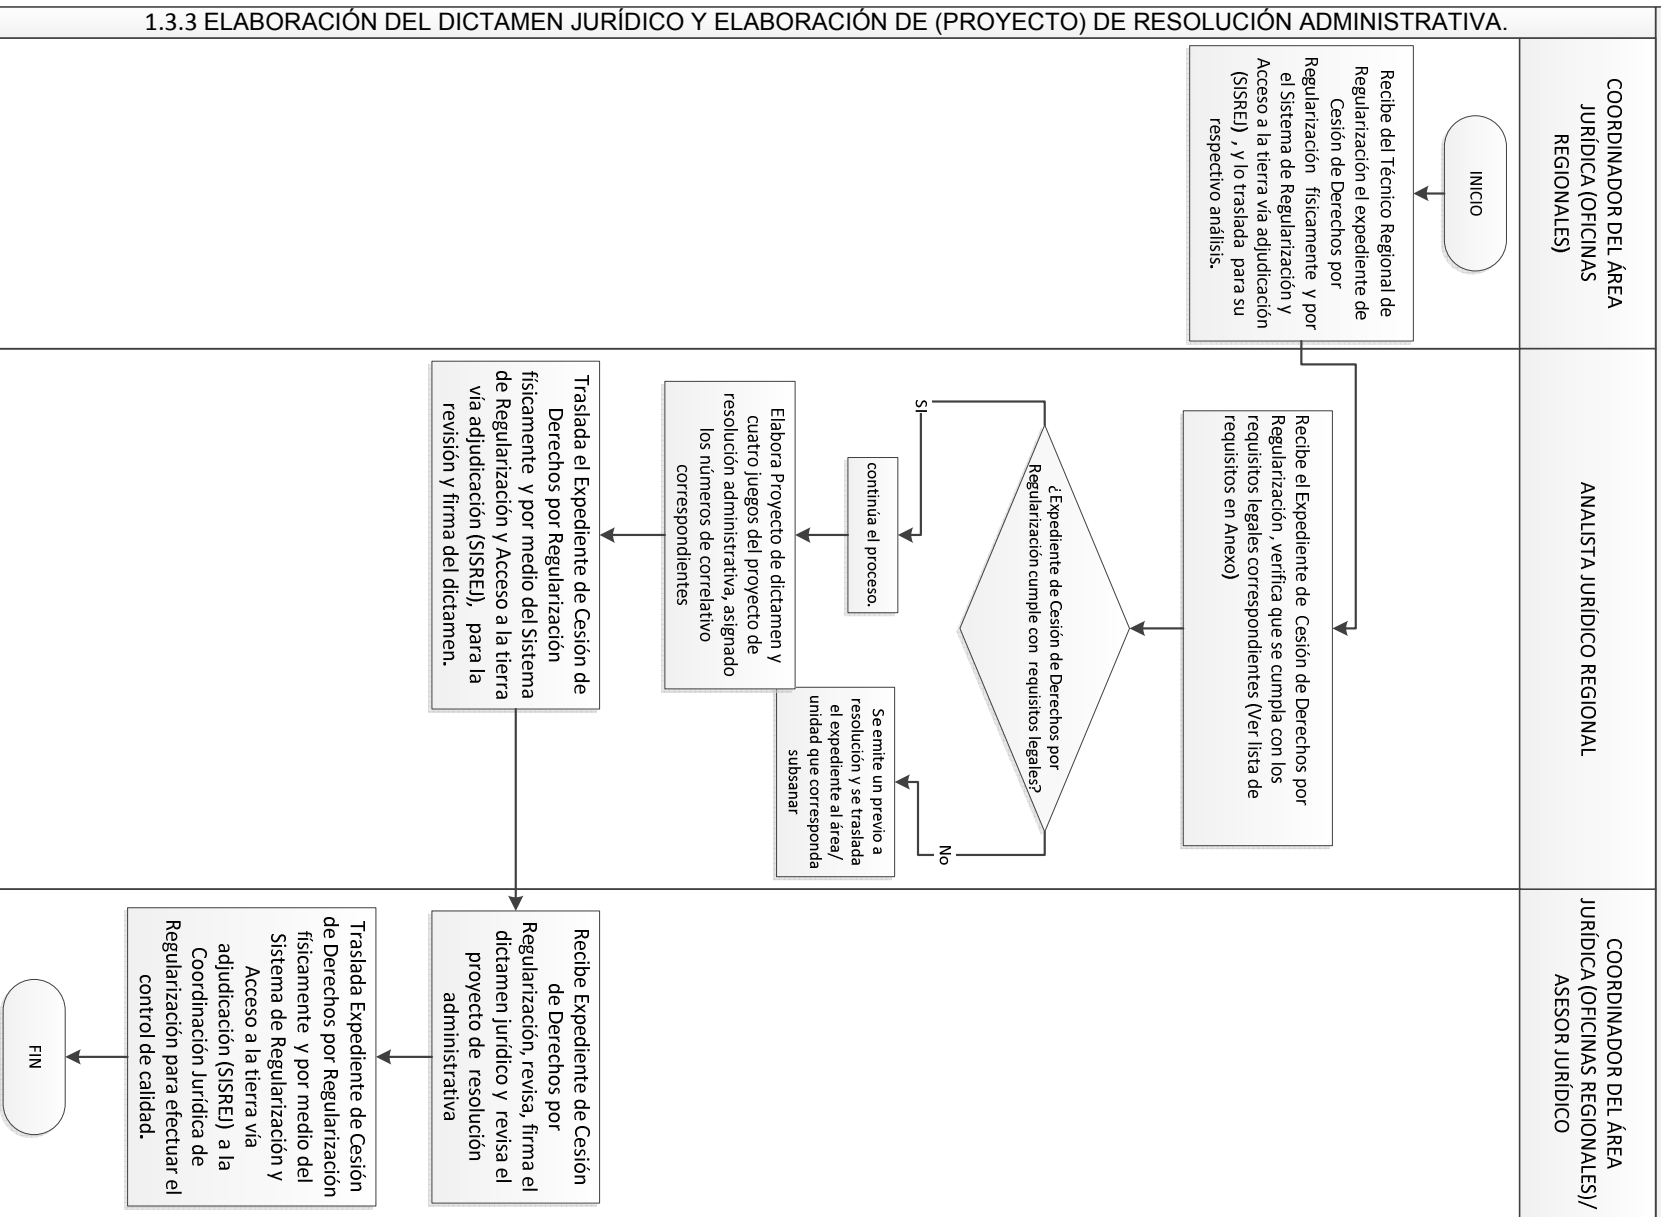 1.3.3 ELABORACIÓN DEL DICTAMEN JURÍDICO Y ELABORACIÓN DE (PROYECTO) DE RESOLUCIÓN ADMINISTRATIVA.
COORDINADOR DEL ÁREA
JURÍDICA (OFICINAS
REGIONALES)
INICIO
Recibe del Técnico Regional de
Regularización el expediente de
Cesión de Derechos por
Regularización físicamente y por
el Sistema de Regularización y
Acceso a la tierra vía adjudicación
(SISREJ) , y lo traslada para su
respectivo análisis.
ANALISTA JURÍDICO REGIONAL
Recibe el Expediente de Cesión de Derechos por
Regularización, verifica que se cumpla con los
requisitos legales correspondientes (Ver lista de
requisitos en Anexo)
¿Expediente de Cesión de Derechos por
Regularización cumple con requisitos legales?
SI
continúa el proceso.
No
Se emite un previo a
resolución y se traslada
el expediente al área/
unidad que corresponda
subsanar
Elabora Proyecto de dictamen y
cuatro juegos del proyecto de
resolución administrativa, asignado
los números de correlativo
correspondientes
Traslada el Expediente de Cesión de
Derechos por Regularización
físicamente y por medio del Sistema
de Regularización y Acceso a la tierra
vía adjudicación (SISREJ), para la
revisión y firma del dictamen.
COORDINADOR DEL ÁREA
JURÍDICA (OFICINAS REGIONALES)/
ASESOR JURÍDICO
Recibe Expediente de Cesión
de Derechos por
Regularización, revisa, firma el
dictamen jurídico y revisa el
proyecto de resolución
administrativa
Traslada Expediente de Cesión
de Derechos por Regularización
físicamente y por medio del
Sistema de Regularización y
Acceso a la tierra vía
adjudicación (SISREJ) a la
Coordinación Jurídica de
Regularización para efectuar el
control de calidad.
FIN